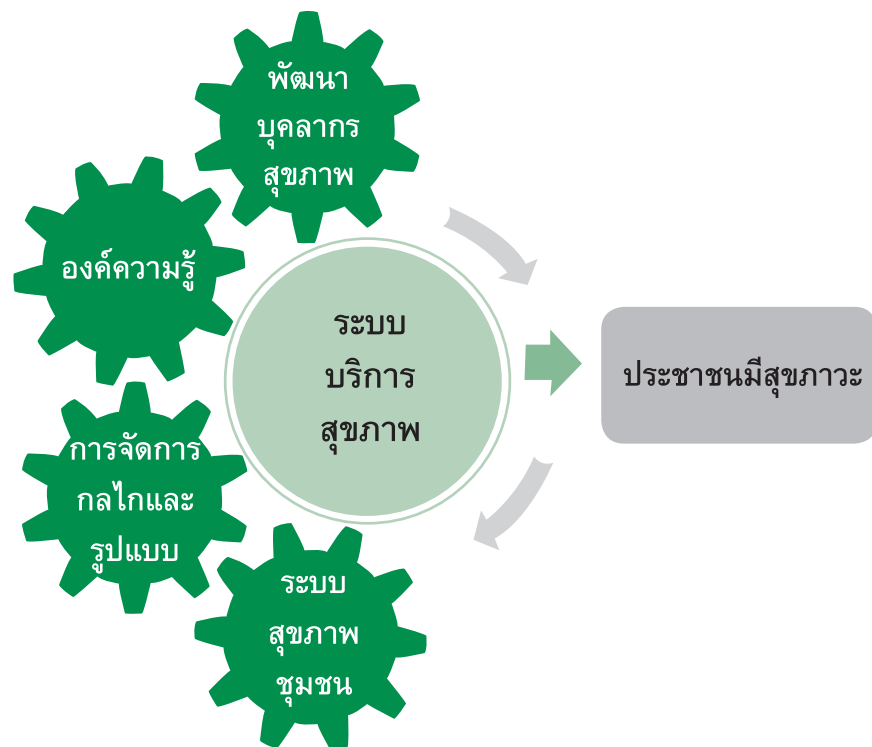 พัฒนา
บุคลากร
สุขภาพ
องค์ความรู้
การจัดการ
กลไกและ
รูปแบบ
ระบบ
สุขภาพ
ชุมชน
ระบบ
บริการ
สุขภาพ
ประชาชนมีสุขภาวะ